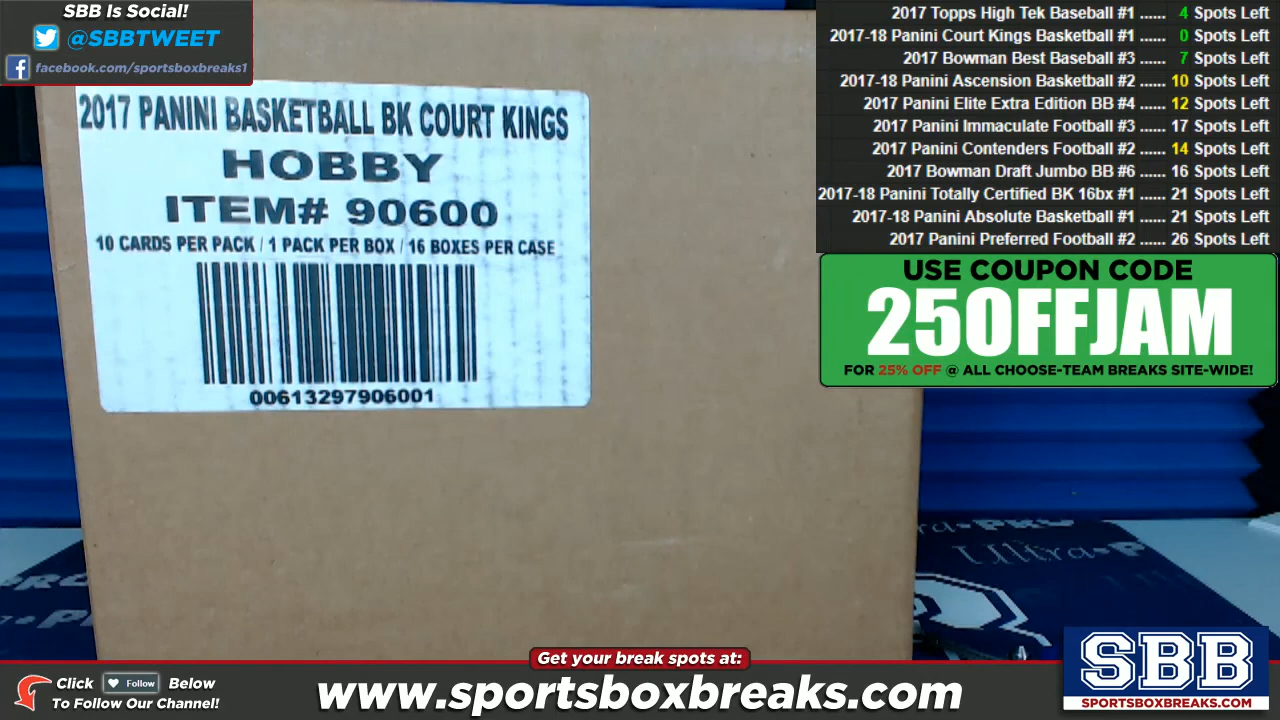 SBB Is Social!
@SBBTWEET
facebook.com/sportsboxbreaks1
2017 PANINI BASKETBALL BK COURT KINGS
HOBBY
ITEM# 90600
10 CARDS PER PACK / 1 PACK PER BOX / 16 BOXES PER CASE
00613297906001
2017 Topps High Tek Baseball #1 ...... 4 Spots Left
2017-18 Panini Court Kings Basketball #1 ...... 0 Spots Left
2017 Bowman Best Baseball #3 ...... 7 Spots Left
2017-18 Panini Ascension Basketball #2 ...... 10 Spots Left
2017 Panini Elite Extra Edition BB #4 ...... 12 Spots Left
2017 Panini Immaculate Football #3 ...... 17 Spots Left
2017 Panini Contenders Football #2 ...... 14 Spots Left
2017 Bowman Draft Jumbo BB #6 ...... 16 Spots Left
2017-18 Panini Totally Certified BK 16bx #1 ...... 21 Spots Left
2017-18 Panini Absolute Basketball #1 ...... 21 Spots Left
2017 Panini Preferred Football #2 ...... 26 Spots Left
USE COUPON CODE
25OFFJAM
FOR 25% OFF @ ALL CHOOSE-TEAM BREAKS SITE-WIDE!
Ultra•P
Get your break spots at:
Click Follow Below
To Follow Our Channel!
www.sportsboxbreaks.com
SBB
SPORTSBOXBREAKS.COM